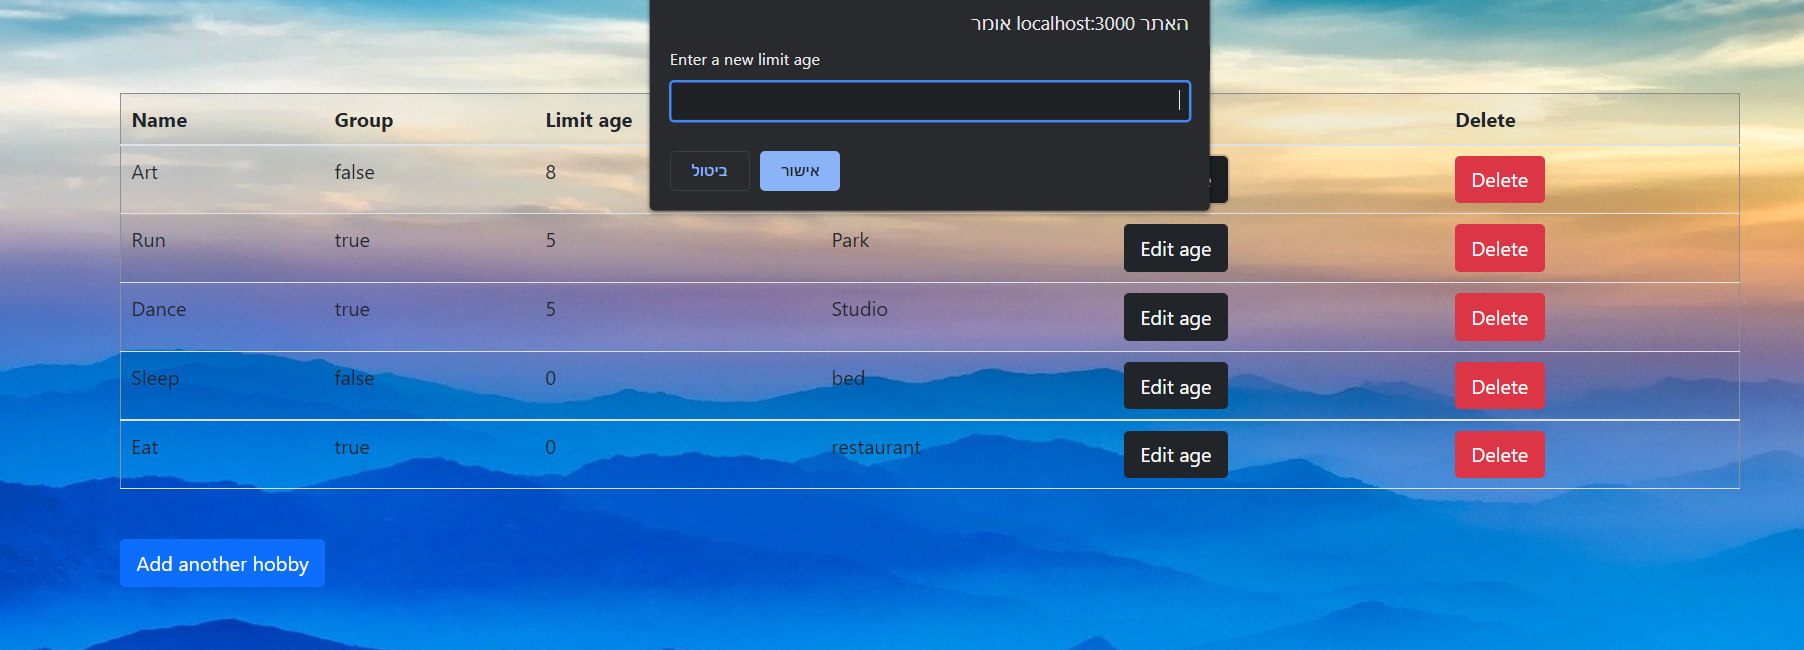 האתר localhost:3000 אומר
Enter a new limit age
ביטול אישור
Name Group Limit age Delete
Art false 8 Delete
Run true 5 Park Edit age Delete
Dance true 5 Studio Edit age Delete
Sleep false 0 bed Edit age Delete
Eat true 0 restaurant Edit age Delete
Add another hobby